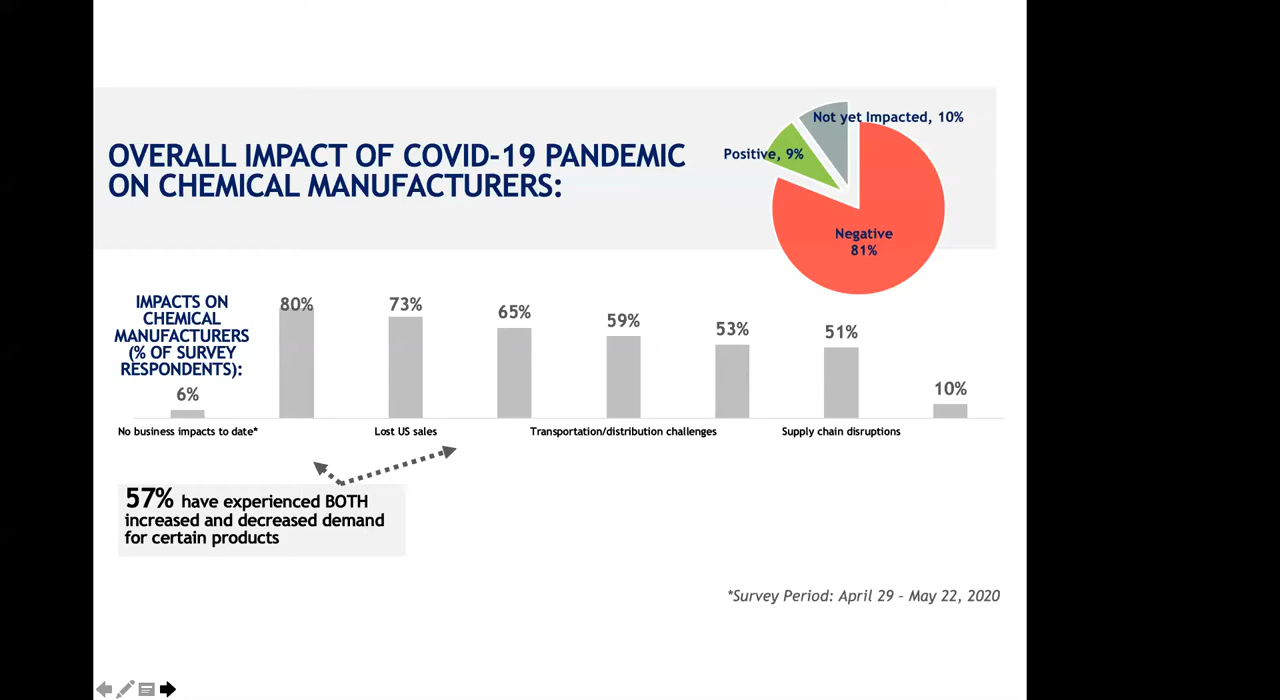 OVERALL IMPACT OF COVID-19 PANDEMIC
ON CHEMICAL MANUFACTURERS:
Not yet Impacted, 10%
Positive, 9%
Negative
81%
IMPACTS ON
CHEMICAL
MANUFACTURERS
(% OF SURVEY
RESPONDENTS):
6%
80%
73%
65%
59%
53%
51%
10%
No business impacts to date*
Lost US sales
Transportation/distribution challenges
Supply chain disruptions
57% have experienced BOTH
increased and decreased demand
for certain products
*Survey Period: April 29 – May 22, 2020